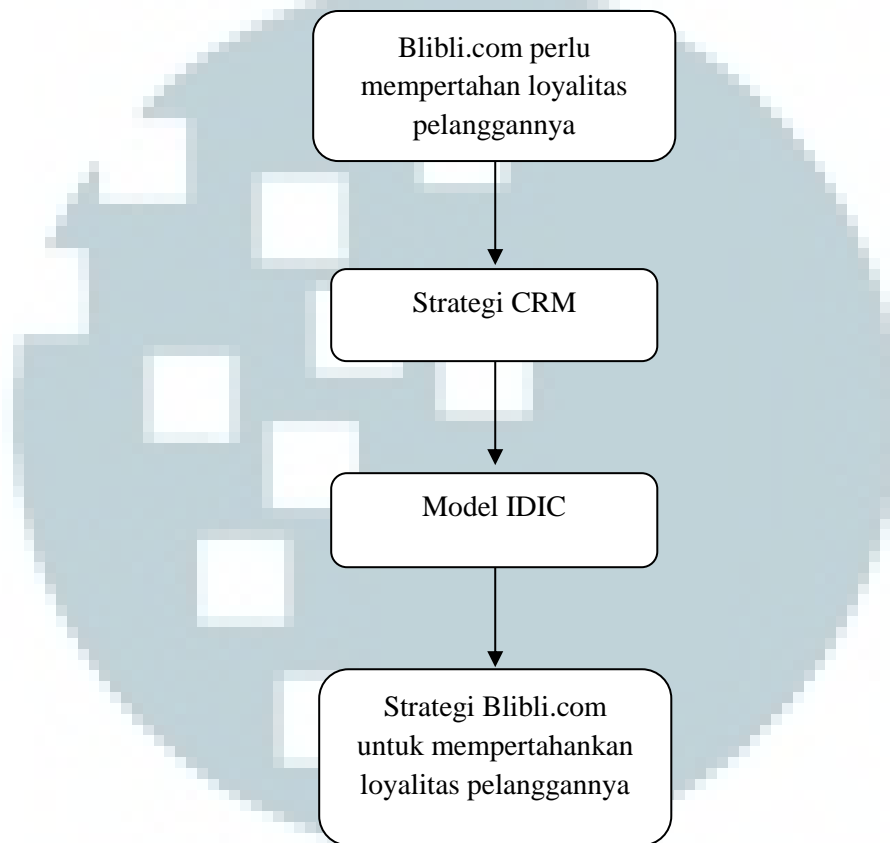 Blibli.com perlu
mempertahan loyalitas
pelanggannya
Strategi CRM
Model IDIC
Strategi Blibli.com
untuk mempertahankan
loyalitas pelanggannya